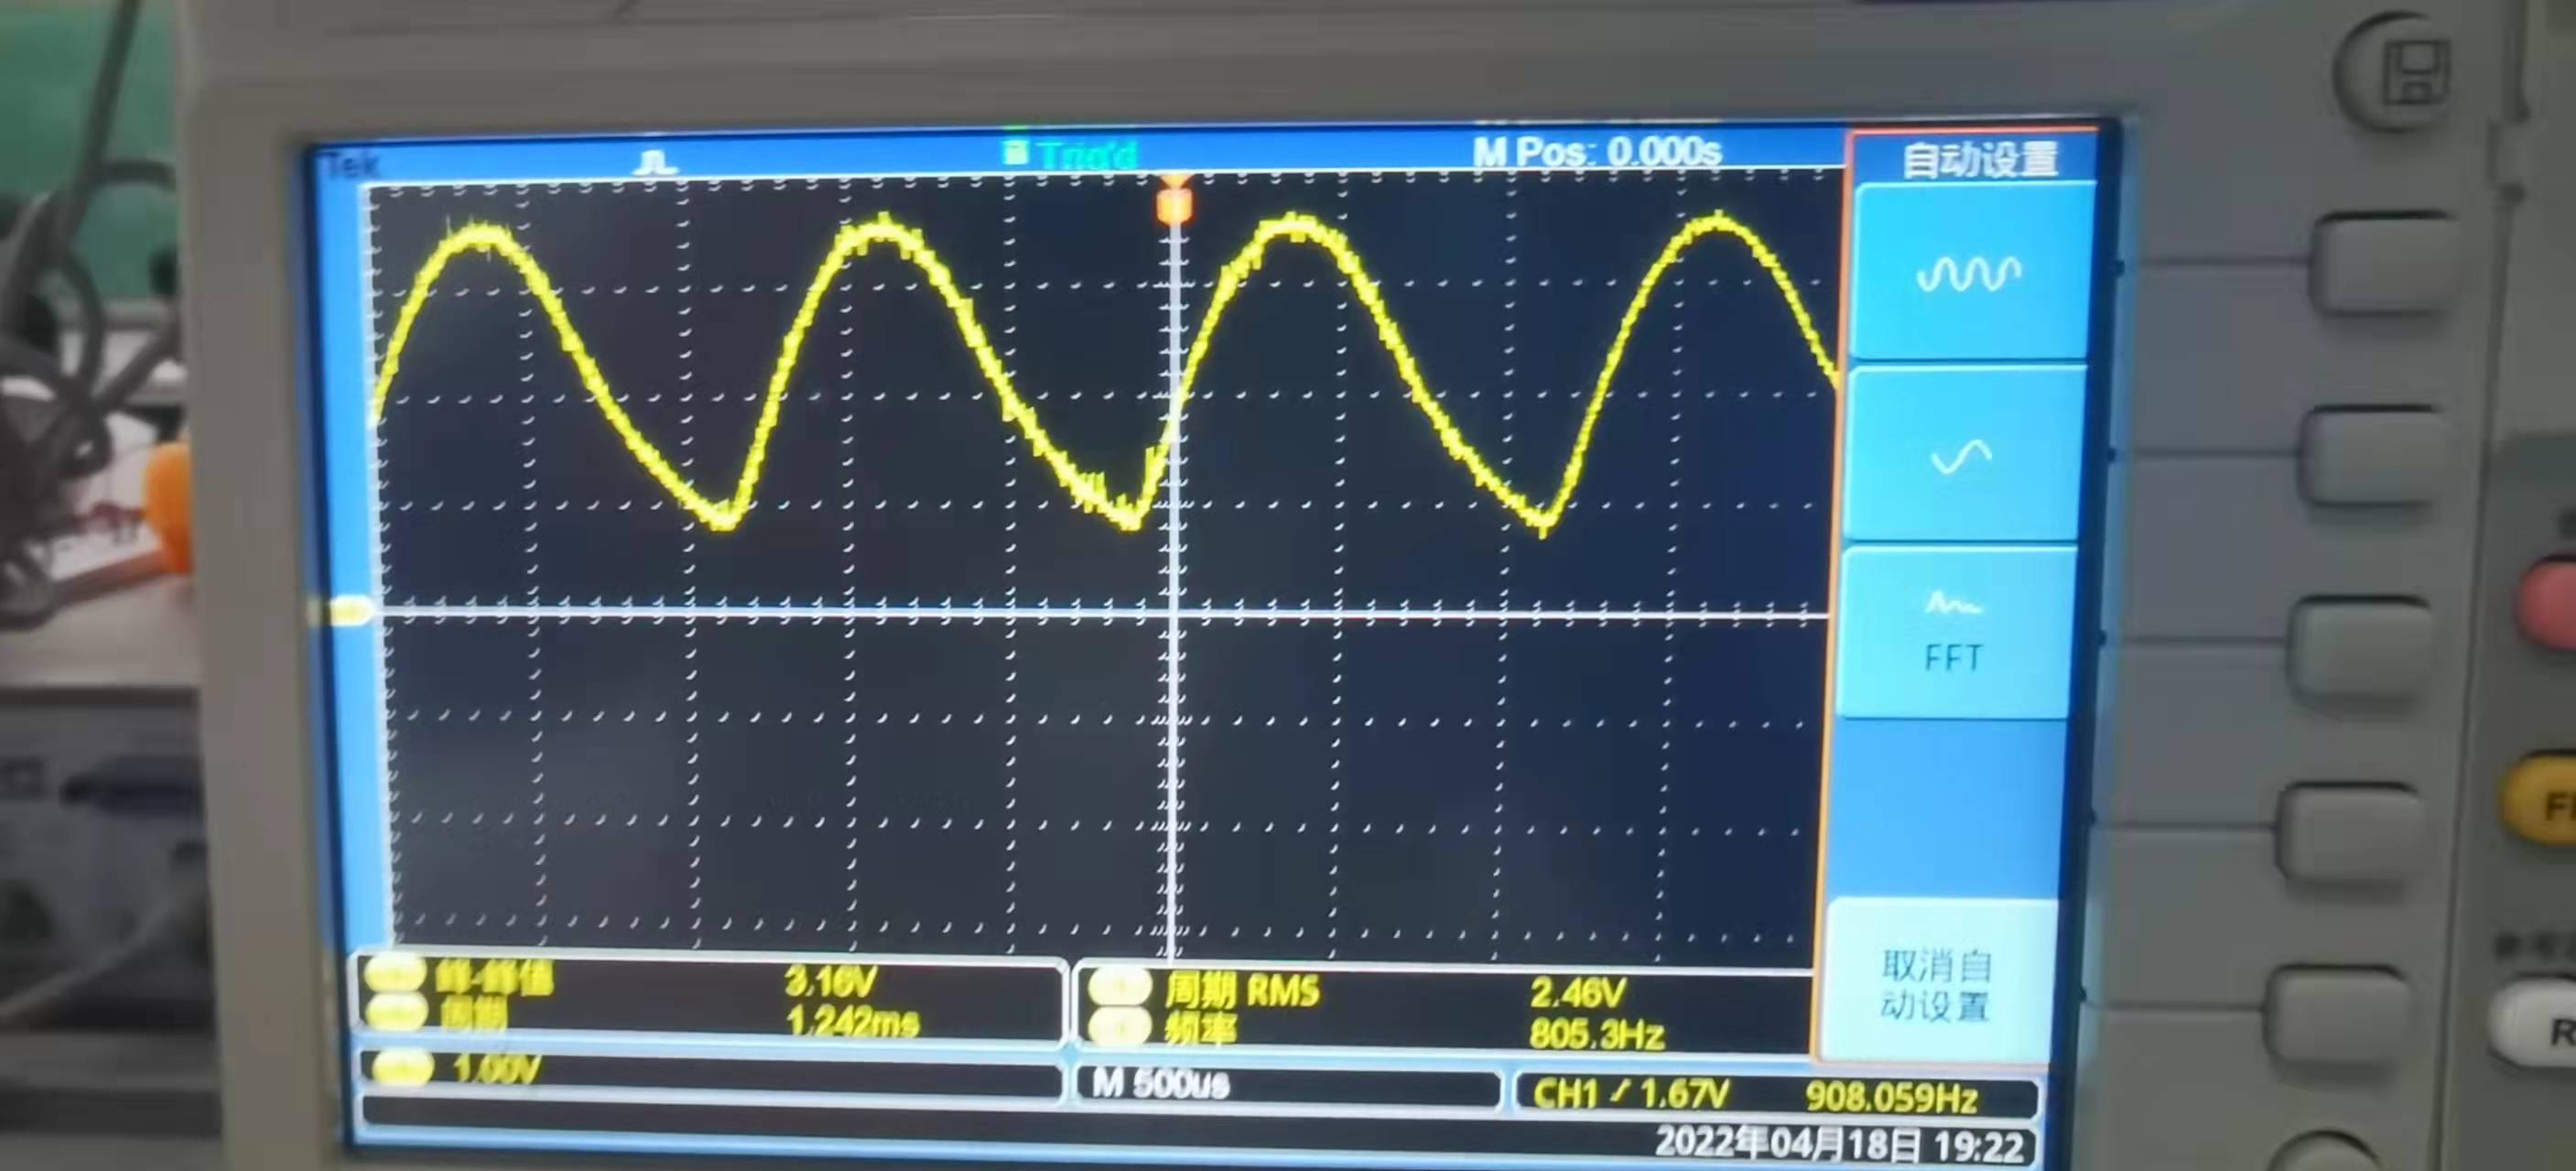 Tek Trig'd M Pos: 0.000s
自动设置
FFT
取消自
动设置
峰-峰值 3.16V
周期 1.242ms
周期 RMS 2.46V
频率 805.3Hz
1.00V
M 500us
CH1 / 1.67V 908.059Hz
2022年04月18日 19:22
F
R